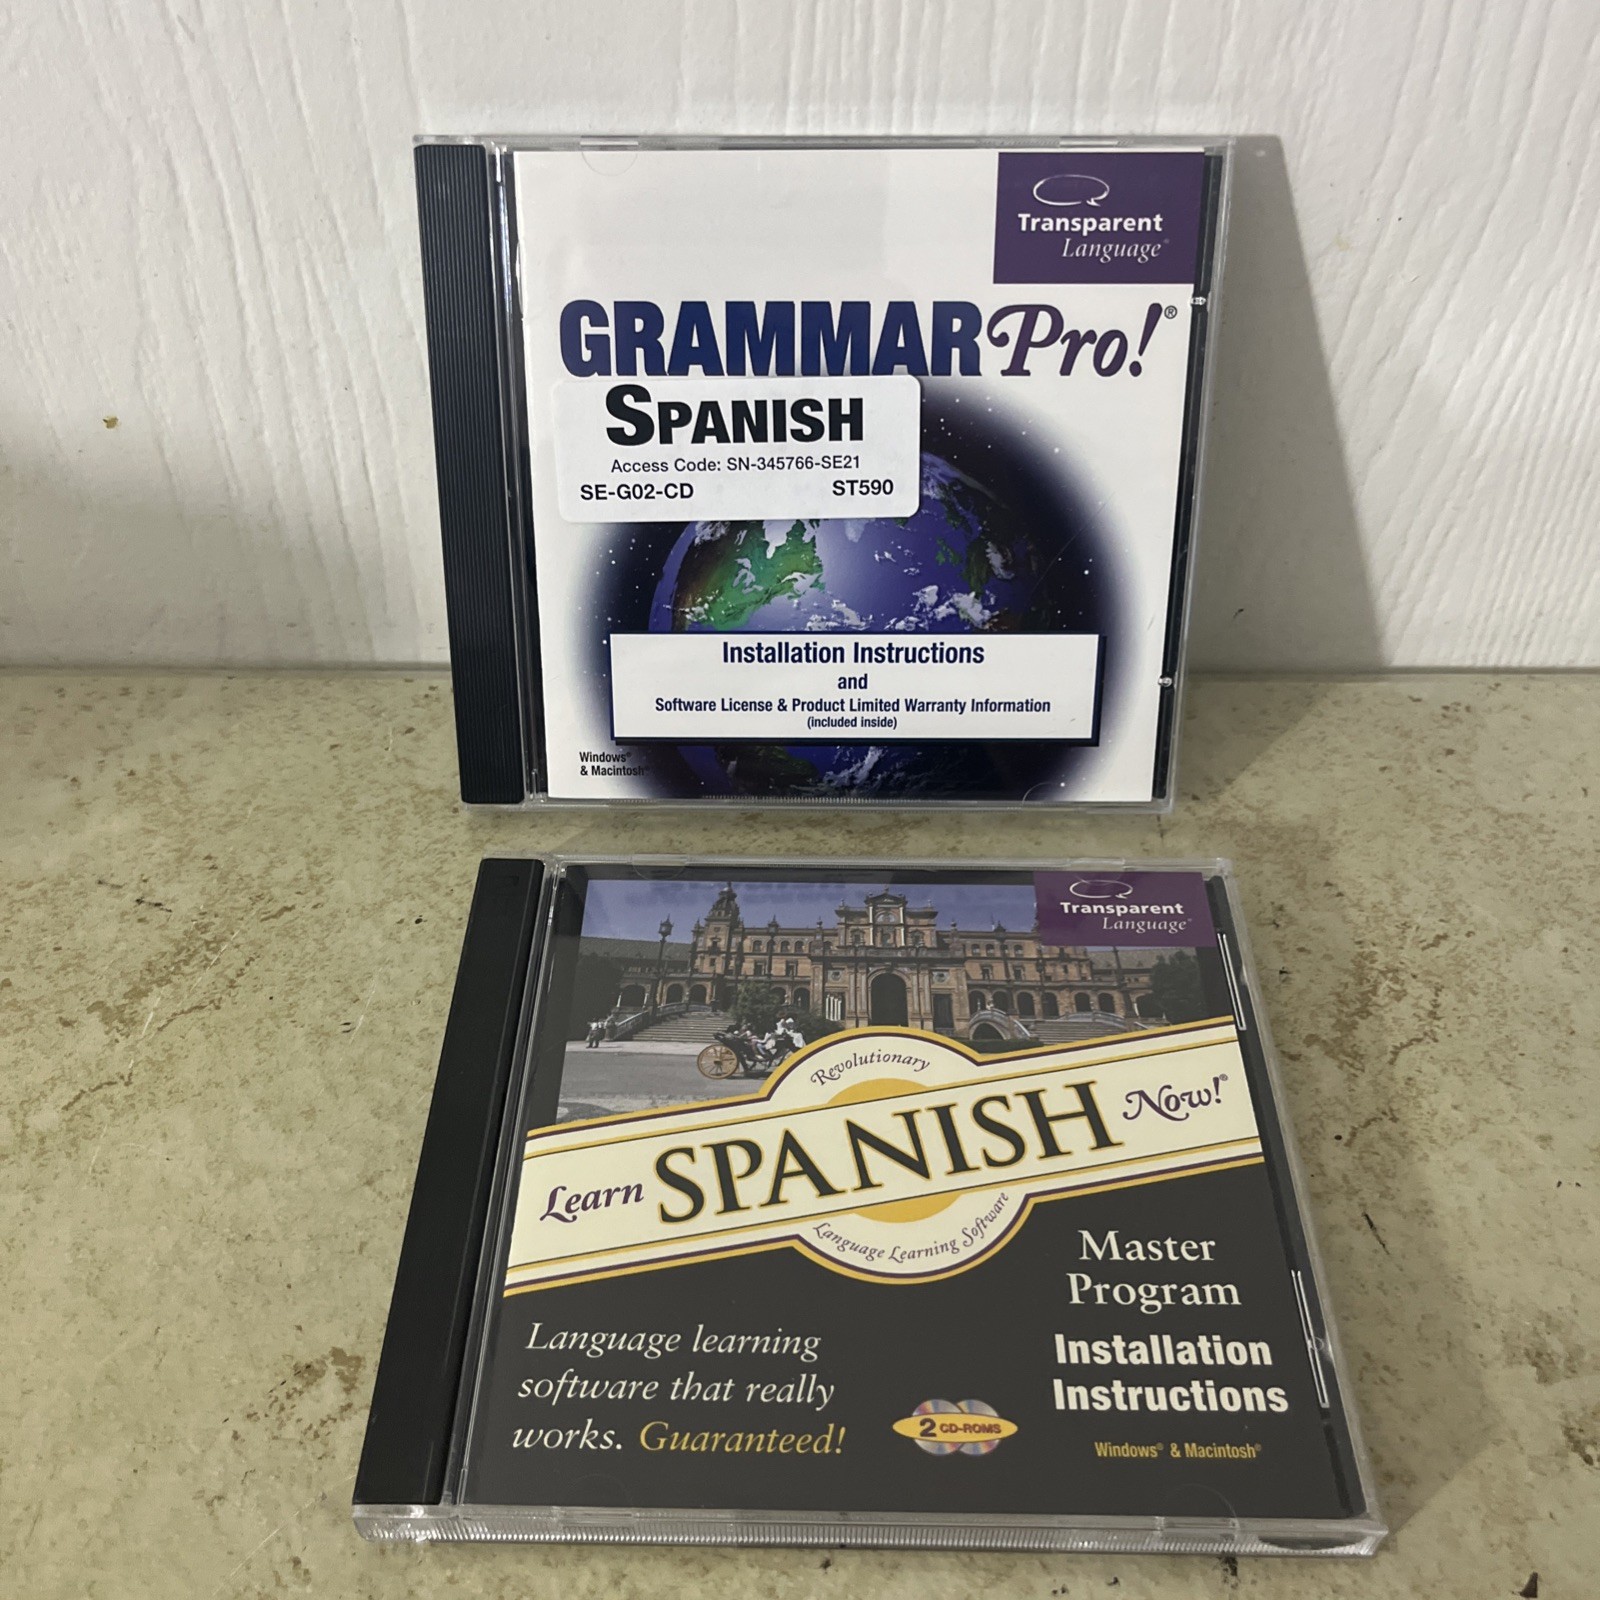 Transparent
Language®
GRAMMAR Pro!®
SPANISH
Access Code: SN-345766-SE21
SE-G02-CD ST590
Installation Instructions
and
Software License & Product Limited Warranty Information
(included inside)
Windows®
& Macintosh®
Transparent
Language®
Revolutionary
Learn SPANISH Now!®
Language Learning Software
Master
Program
Installation
Instructions
Language learning
software that really
works. Guaranteed!
2 CD-ROMS
Windows® & Macintosh®